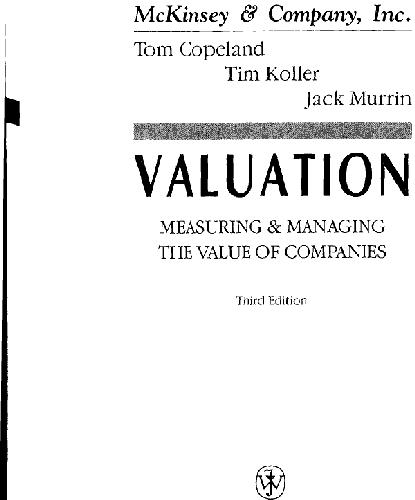 McKinsey & Company, Inc.
Tom Copeland
Tim Koller
Jack Murrin
VALUATION
MEASURING & MANAGING
THE VALUE OF COMPANIES
Third Edition